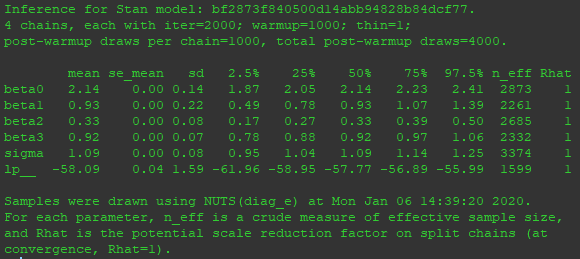 Inference for Stan model: bf2873f840500d14abb94828b84dcf77.
4 chains, each with iter=2000; warmup=1000; thin=1;
post-warmup draws per chain=1000, total post-warmup draws=4000.
mean se_mean sd 2.5% 25% 50% 75% 97.5% n_eff Rhat
beta0 2.14 0.00 0.14 1.87 2.05 2.14 2.23 2.41 2873 1
beta1 0.93 0.00 0.22 0.49 0.78 0.93 1.07 1.39 2261 1
beta2 0.33 0.00 0.08 0.17 0.27 0.33 0.39 0.50 2685 1
beta3 0.92 0.00 0.07 0.78 0.88 0.92 0.97 1.06 2332 1
sigma 1.09 0.00 0.08 0.95 1.04 1.09 1.14 1.25 3374 1
lp__ -58.09 0.04 1.59 -61.96 -58.95 -57.77 -56.89 -55.99 1599 1
Samples were drawn using NUTS(diag_e) at Mon Jan 06 14:39:20 2020.
For each parameter, n_eff is a crude measure of effective sample size,
and Rhat is the potential scale reduction factor on split chains (at
convergence, Rhat=1).